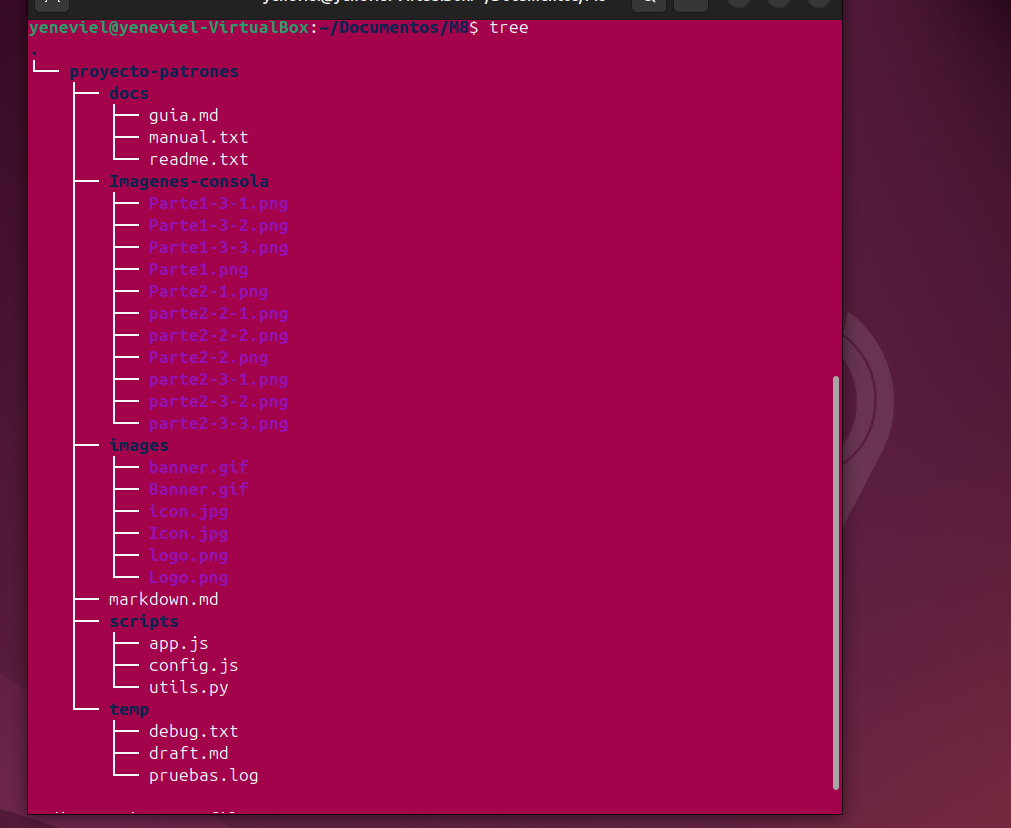 yeneviel@yeneviel-VirtualBox:~/Documentos/M8$ tree
.
└── proyecto-patrones
    ├── docs
    │   ├── guia.md
    │   ├── manual.txt
    │   └── readme.txt
    ├── Imagenes-consola
    │   ├── Parte1-3-1.png
    │   ├── Parte1-3-2.png
    │   ├── Parte1-3-3.png
    │   ├── Parte1.png
    │   ├── Parte2-1.png
    │   ├── parte2-2-1.png
    │   ├── parte2-2-2.png
    │   ├── Parte2-2.png
    │   ├── parte2-3-1.png
    │   ├── parte2-3-2.png
    │   └── parte2-3-3.png
    ├── images
    │   ├── banner.gif
    │   ├── Banner.gif
    │   ├── icon.jpg
    │   ├── Icon.jpg
    │   ├── logo.png
    │   └── Logo.png
    ├── markdown.md
    ├── scripts
    │   ├── app.js
    │   ├── config.js
    │   └── utils.py
    └── temp
        ├── debug.txt
        ├── draft.md
        └── pruebas.log